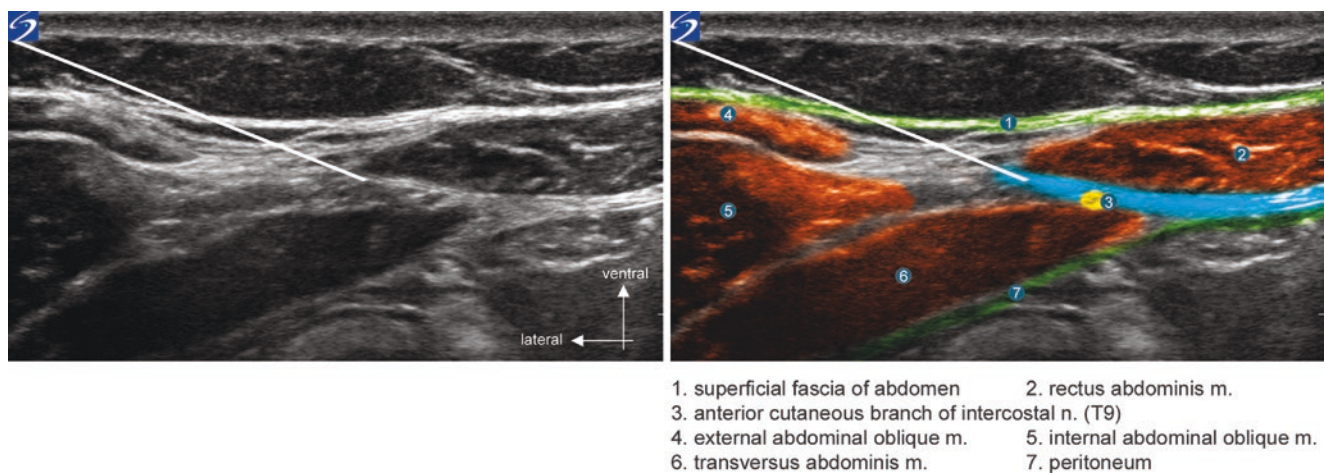 ventral
lateral
4
1
2
3
5
6
7
1. superficial fascia of abdomen 2. rectus abdominis m.
3. anterior cutaneous branch of intercostal n. (T9)
4. external abdominal oblique m. 5. internal abdominal oblique m.
6. transversus abdominis m. 7. peritoneum